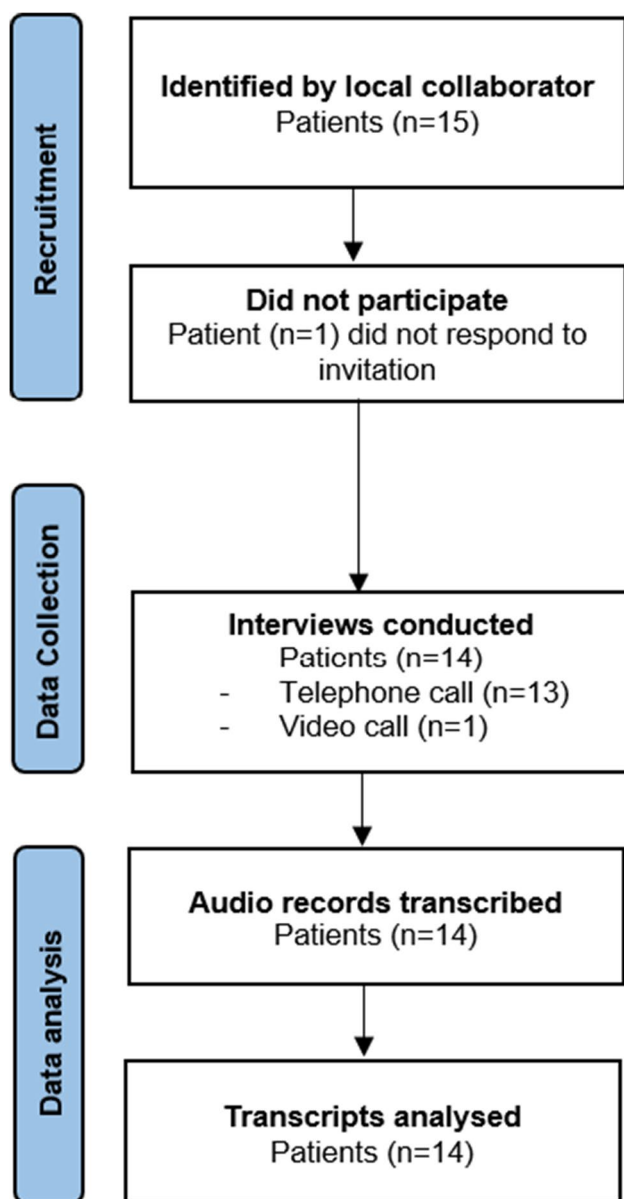 Recruitment
Identified by local collaborator
Patients (n=15)
Did not participate
Patient (n=1) did not respond to
invitation
Data Collection
Interviews conducted
Patients (n=14)
- Telephone call (n=13)
- Video call (n=1)
Data analysis
Audio records transcribed
Patients (n=14)
Transcripts analysed
Patients (n=14)